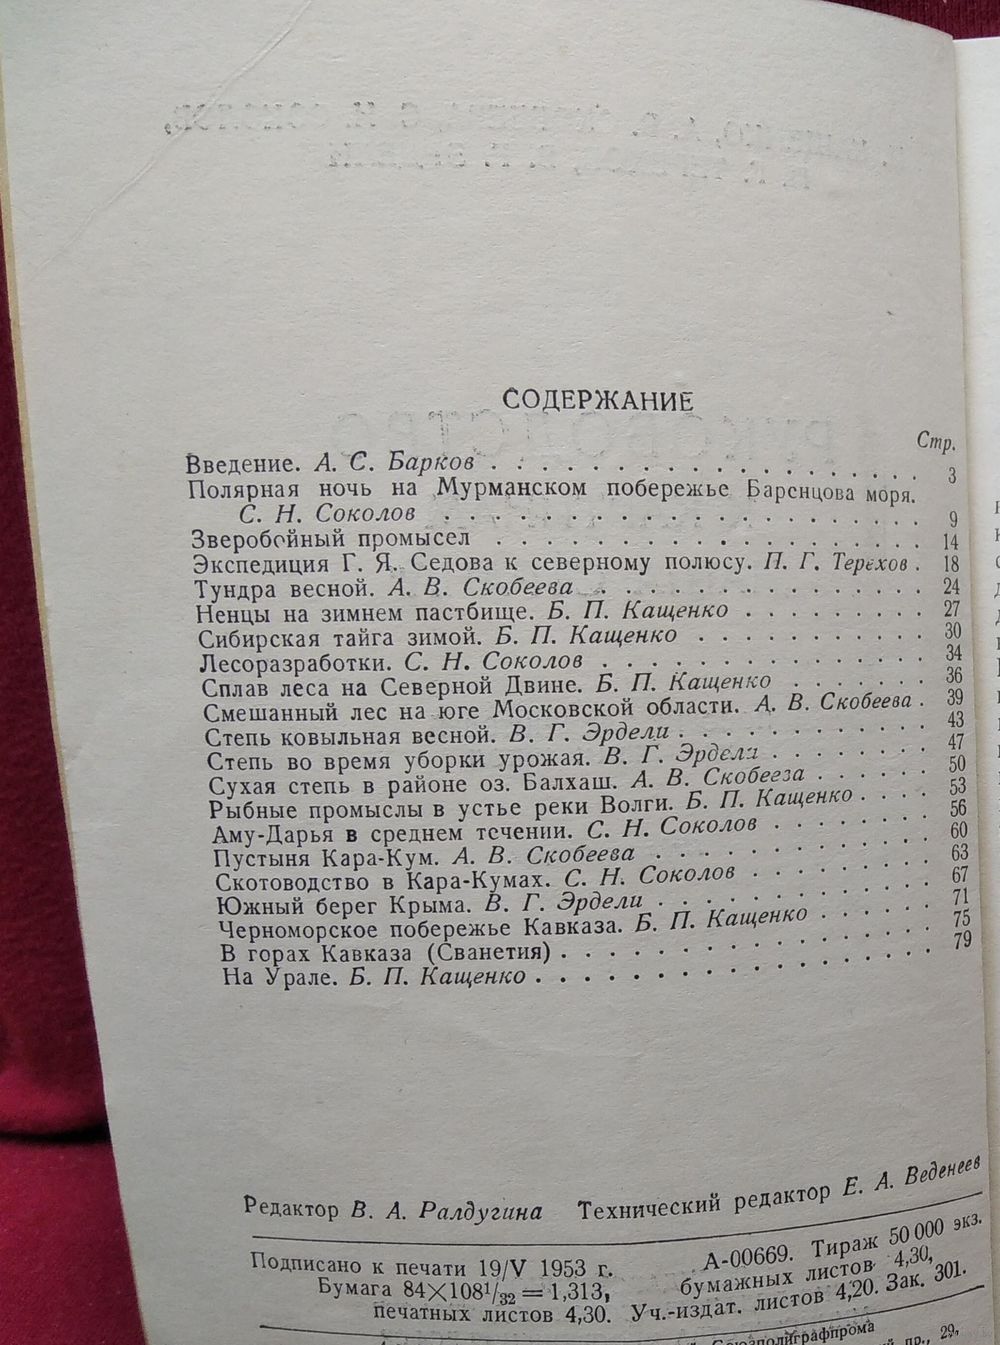 СОДЕРЖАНИЕ
Стр.
Введение. А. С. Барков . . . . . . . . . . . . . . . . . . 3
Полярная ночь на Мурманском побережье Баренцова моря.
С. Н. Соколов . . . . . . . . . . . . . . . . . . . . 9
Зверобойный промысел . . . . . . . . . . . . . . . . . . 14
Экспедиция Г. Я. Седова к северному полюсу. П. Г. Терехов . 18
Тундра весной. А. В. Скобеева . . . . . . . . . . . . . . 24
Ненцы на зимнем пастбище. Б. П. Кащенко . . . . . . . . 27
Сибирская тайга зимой. Б. П. Кащенко . . . . . . . . . . 30
Лесоразработки. С. Н. Соколов . . . . . . . . . . . . . . 34
Сплав леса на Северной Двине. Б. П. Кащенко . . . . . . 36
Смешанный лес на юге Московской области. А. В. Скобеева . 39
Степь ковыльная весной. В. Г. Эрдели . . . . . . . . . . 43
Степь во время уборки урожая. В. Г. Эрдели . . . . . . . 47
Сухая степь в районе оз. Балхаш. А. В. Скобеева . . . . . 50
Рыбные промыслы в устье реки Волги. Б. П. Кащенко . . . . 53
Аму-Дарья в среднем течении. С. Н. Соколов . . . . . . . 56
Пустыня Кара-Кум. А. В. Скобеева . . . . . . . . . . . . 60
Скотоводство в Кара-Кумах. С. Н. Соколов . . . . . . . . 63
Южный берег Крыма. В. Г. Эрдели . . . . . . . . . . . . 67
Черноморское побережье Кавказа. Б. П. Кащенко . . . . . 71
В горах Кавказа (Сванетия) . . . . . . . . . . . . . . . 75
На Урале. Б. П. Кащенко . . . . . . . . . . . . . . . . . 79
Редактор В. А. Ралдугина Технический редактор Е. А. Веденеев
Подписано к печати 19/V 1953 г. А-00669. Тираж 50 000 экз.
Бумага 84×108¹/₃₂ = 1,313, бумажных листов 4,30,
печатных листов 4,30. Уч.-издат. листов 4,20. Зак. 301.
Союзполиграфпрома
пр., 29,